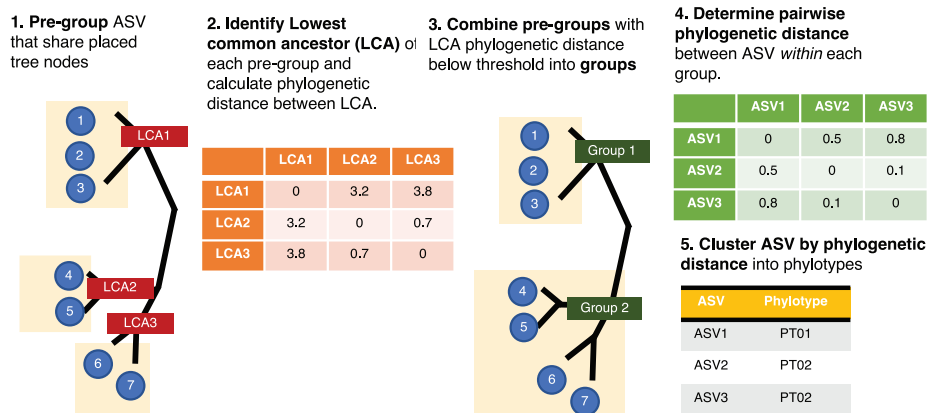 1. Pre-group ASV
that share placed
tree nodes
1
2
3
LCA1
4
5
LCA2
LCA3
6
7
2. Identify Lowest
common ancestor (LCA) of
each pre-group and
calculate phylogenetic
distance between LCA.
LCA1 LCA2 LCA3
LCA1 0 3.2 3.8
LCA2 3.2 0 0.7
LCA3 3.8 0.7 0
3. Combine pre-groups with
LCA phylogenetic distance
below threshold into groups
1
2
3
Group 1
4
5
Group 2
6
7
4. Determine pairwise
phylogenetic distance
between ASV within each
group.
ASV1 ASV2 ASV3
ASV1 0 0.5 0.8
ASV2 0.5 0 0.1
ASV3 0.8 0.1 0
5. Cluster ASV by phylogenetic
distance into phylotypes
ASV Phylotype
ASV1 PT01
ASV2 PT02
ASV3 PT02